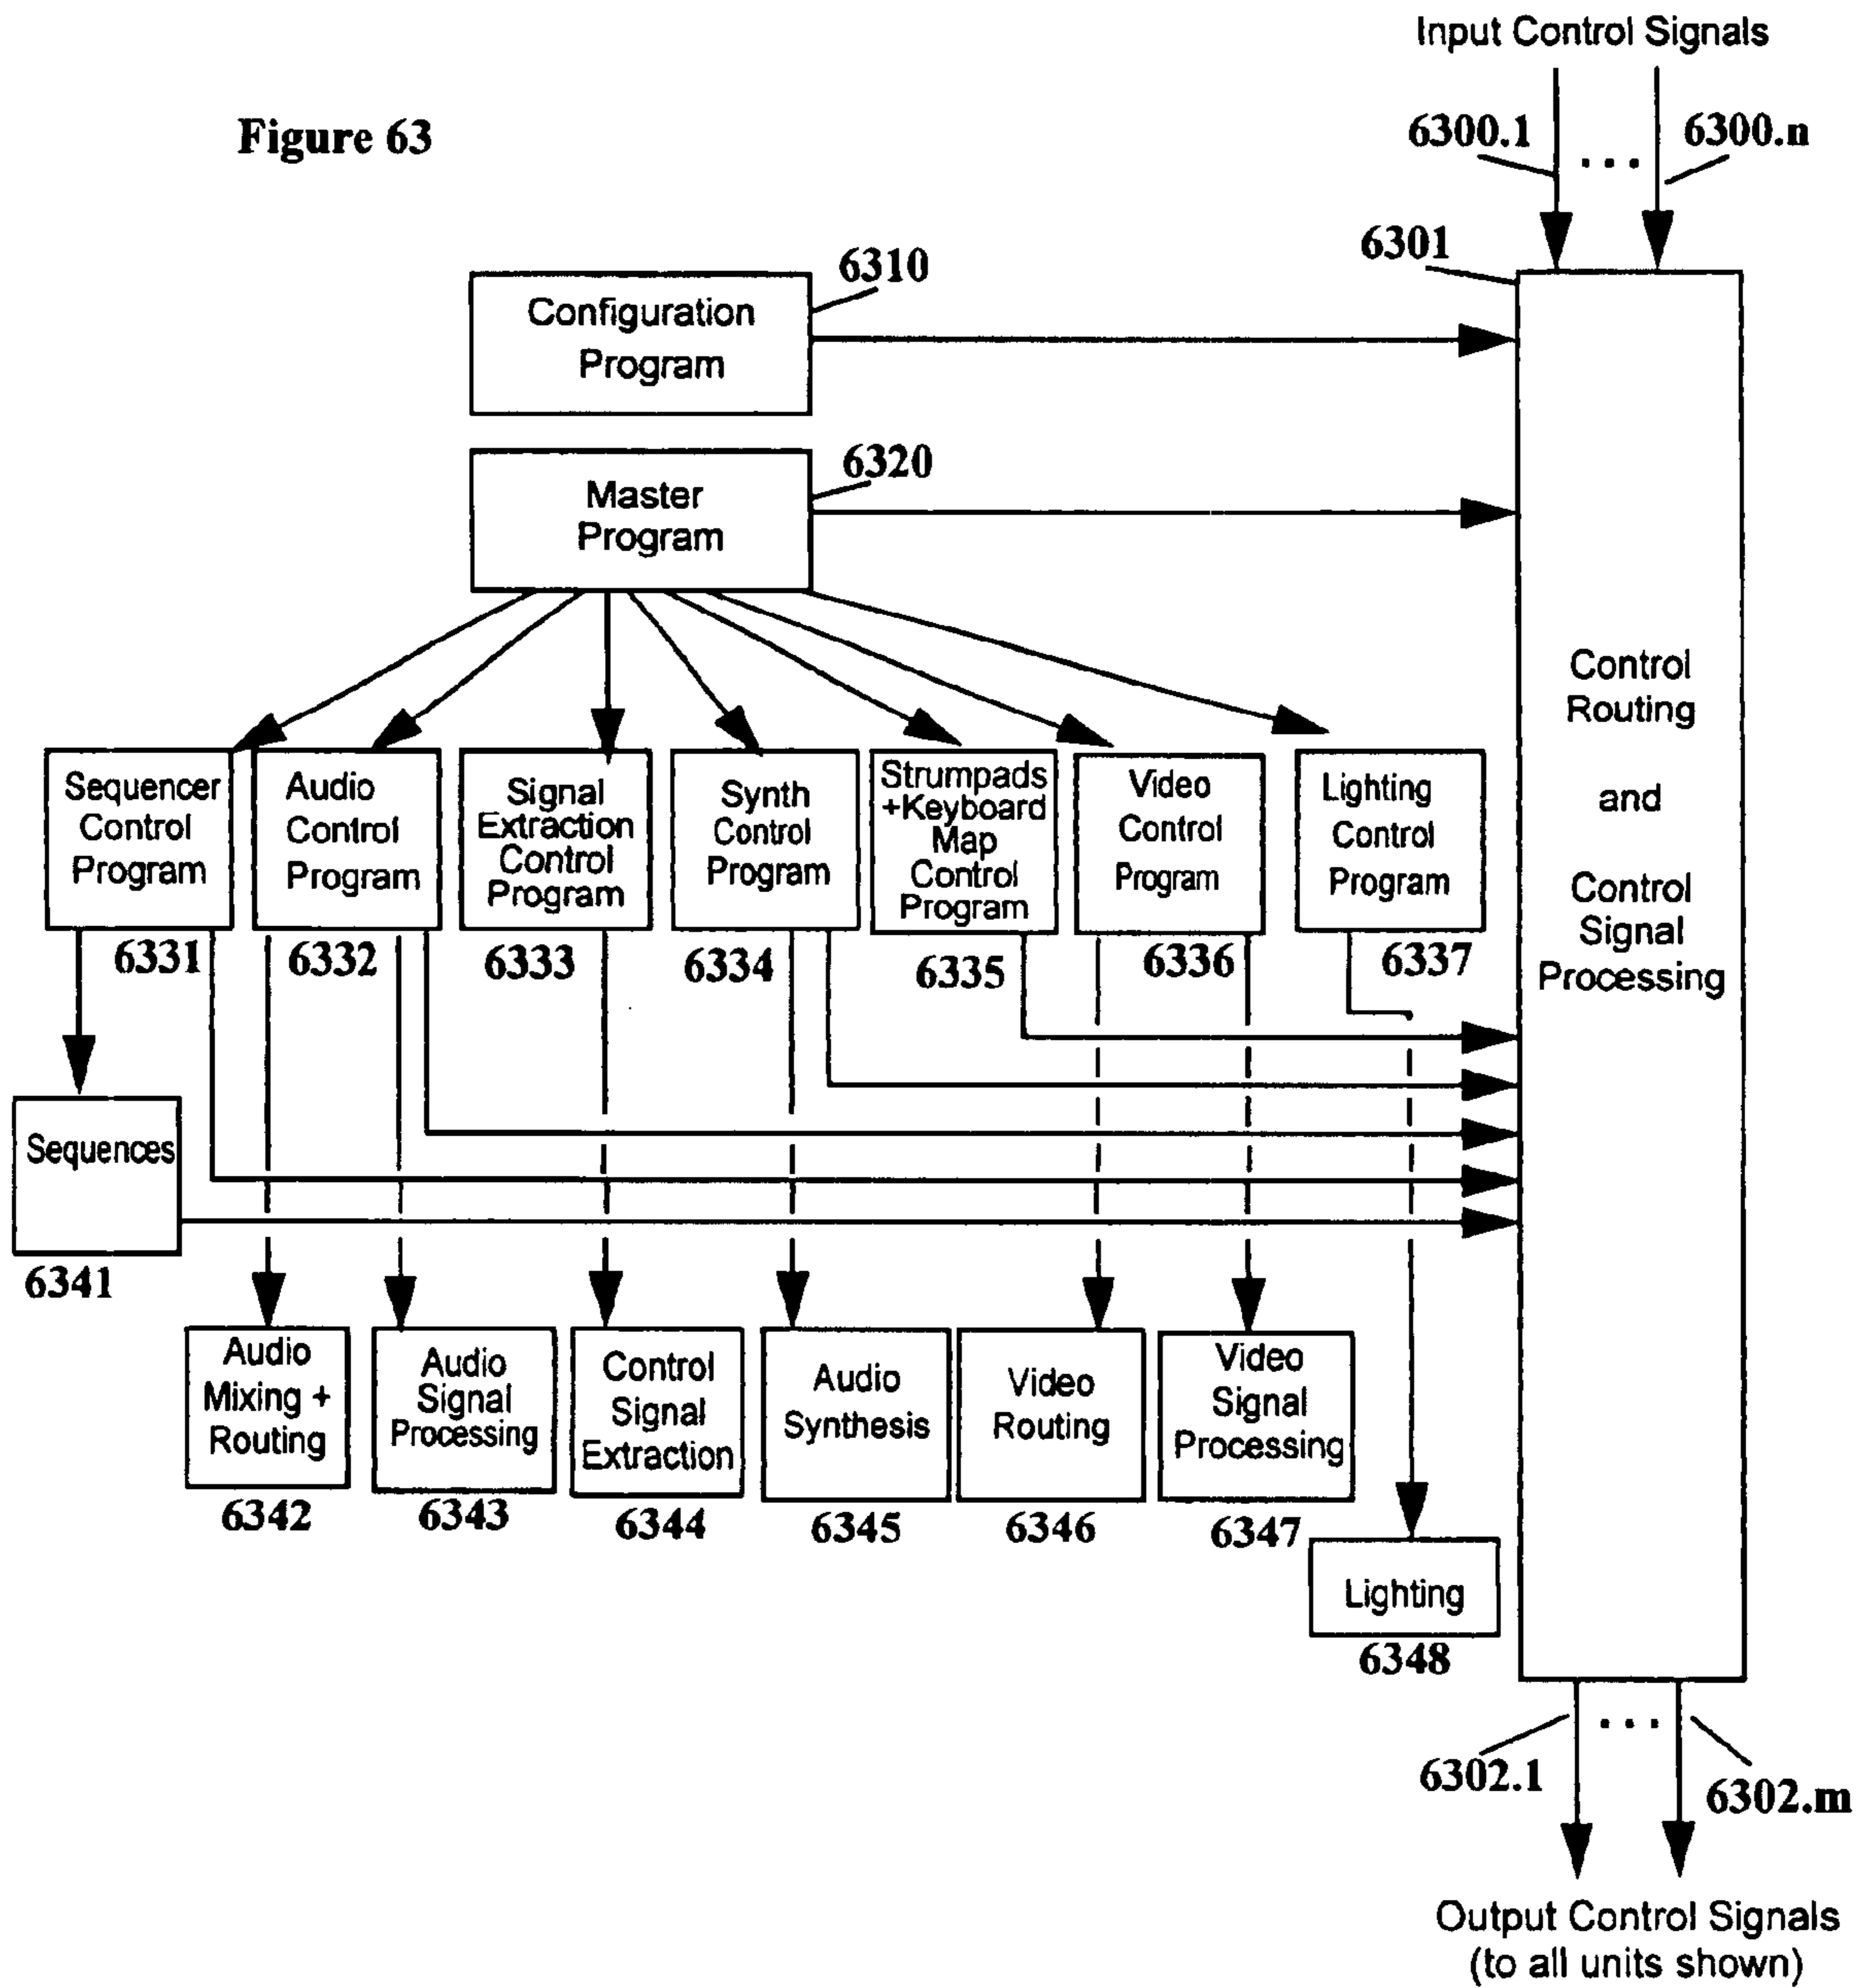 Input Control Signals
Figure 63
6300.1
. . .
6300.n
6301
6310
Configuration
Program
6320
Master
Program
Control
Routing
and
Control
Signal
Processing
Sequencer
Control
Program
6331
Audio
Control
Program
6332
Signal
Extraction
Control
Program
6333
Synth
Control
Program
6334
Strumpads
+Keyboard
Map
Control
Program
6335
Video
Control
Program
6336
Lighting
Control
Program
6337
Sequences
6341
Audio
Mixing +
Routing
6342
Audio
Signal
Processing
6343
Control
Signal
Extraction
6344
Audio
Synthesis
6345
Video
Routing
6346
Video
Signal
Processing
6347
Lighting
6348
6302.1
. . .
6302.m
Output Control Signals
(to all units shown)